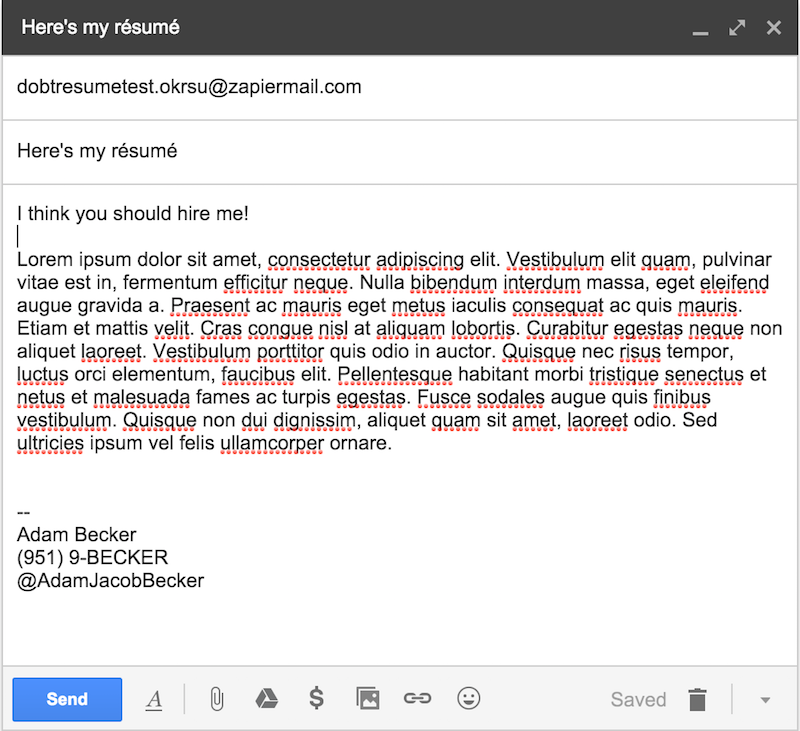 Here's my résumé
dobtresumetest.okrsu@zapiermail.com
Here's my résumé
I think you should hire me!
Lorem ipsum dolor sit amet, consectetur adipiscing elit. Vestibulum elit quam, pulvinar
vitae est in, fermentum efficitur neque. Nulla bibendum interdum massa, eget eleifend
augue gravida a. Praesent ac mauris eget metus iaculis consequat ac quis mauris.
Etiam et mattis velit. Cras congue nisl at aliquam lobortis. Curabitur egestas neque non
aliquet laoreet. Vestibulum porttitor quis odio in auctor. Quisque nec risus tempor,
luctus orci elementum, faucibus elit. Pellentesque habitant morbi tristique senectus et
netus et malesuada fames ac turpis egestas. Fusce sodales augue quis finibus
vestibulum. Quisque non dui dignissim, aliquet quam sit amet, laoreet odio. Sed
ultricies ipsum vel felis ullamcorper ornare.
--
Adam Becker
(951) 9-BECKER
@AdamJacobBecker
Send A $ Saved